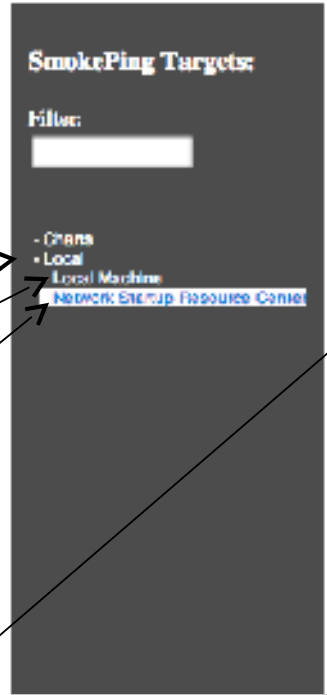 SmokePing Targets:
Filter:
- Charts
- Local
Local Machine
Network Startup Resource Center